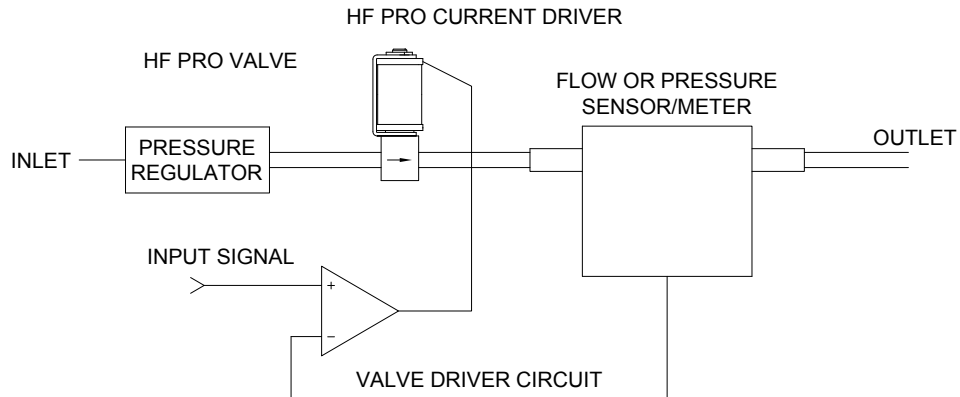 HF PRO CURRENT DRIVER
HF PRO VALVE
FLOW OR PRESSURE
SENSOR/METER
OUTLET
INLET
PRESSURE
REGULATOR
INPUT SIGNAL
+
−
VALVE DRIVER CIRCUIT